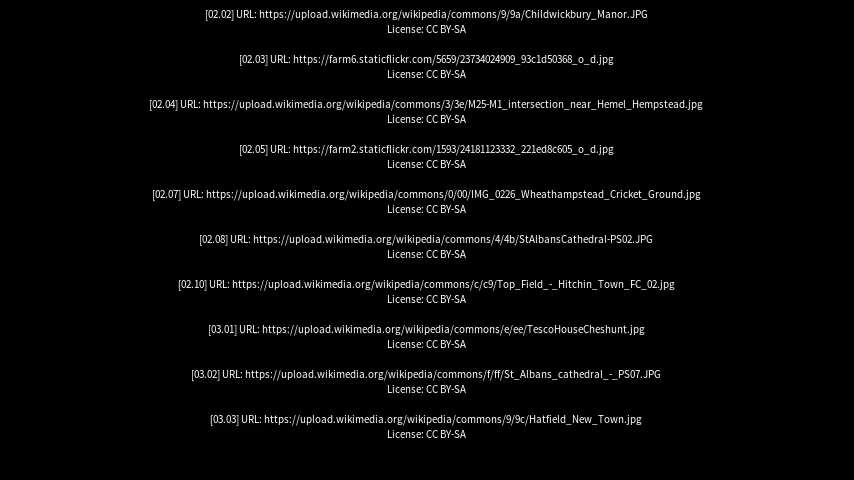 [02.02] URL: https://upload.wikimedia.org/wikipedia/commons/9/9a/Childwickbury_Manor.JPG
License: CC BY-SA
[02.03] URL: https://farm6.staticflickr.com/5659/23734024909_93c1d50368_o_d.jpg
License: CC BY-SA
[02.04] URL: https://upload.wikimedia.org/wikipedia/commons/3/3e/M25-M1_intersection_near_Hemel_Hempstead.jpg
License: CC BY-SA
[02.05] URL: https://farm2.staticflickr.com/1593/24181123332_221ed8c605_o_d.jpg
License: CC BY-SA
[02.07] URL: https://upload.wikimedia.org/wikipedia/commons/0/00/IMG_0226_Wheathampstead_Cricket_Ground.jpg
License: CC BY-SA
[02.08] URL: https://upload.wikimedia.org/wikipedia/commons/4/4b/StAlbansCathedral-PS02.JPG
License: CC BY-SA
[02.10] URL: https://upload.wikimedia.org/wikipedia/commons/c/c9/Top_Field_-_Hitchin_Town_FC_02.jpg
License: CC BY-SA
[03.01] URL: https://upload.wikimedia.org/wikipedia/commons/e/ee/TescoHouseCheshunt.jpg
License: CC BY-SA
[03.02] URL: https://upload.wikimedia.org/wikipedia/commons/f/ff/St_Albans_cathedral_-_PS07.JPG
License: CC BY-SA
[03.03] URL: https://upload.wikimedia.org/wikipedia/commons/9/9c/Hatfield_New_Town.jpg
License: CC BY-SA